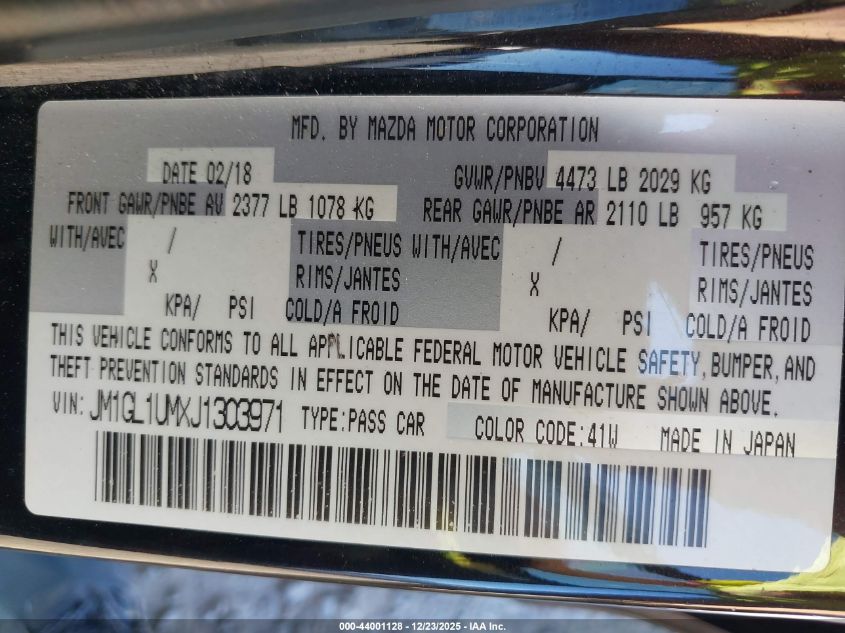 MFD. BY MAZDA MOTOR CORPORATION
DATE 02/18 GVWR/PNBV 4473 LB 2029 KG
FRONT GAWR/PNBE AV 2377 LB 1078 KG REAR GAWR/PNBE AR 2110 LB 957 KG
WITH/AVEC / TIRES/PNEUS WITH/AVEC / TIRES/PNEUS
X RIMS/JANTES X RIMS/JANTES
KPA/ PSI COLD/A FROID KPA/ PSI COLD/A FROID
THIS VEHICLE CONFORMS TO ALL APPLICABLE FEDERAL MOTOR VEHICLE SAFETY, BUMPER, AND
THEFT PREVENTION STANDARDS IN EFFECT ON THE DATE OF MANUFACTURE SHOWN ABOVE.
VIN: JM1GL1UMXJ1303971 TYPE:PASS CAR COLOR CODE:41W MADE IN JAPAN
000-44001128 - 12/23/2025 - IAA Inc.